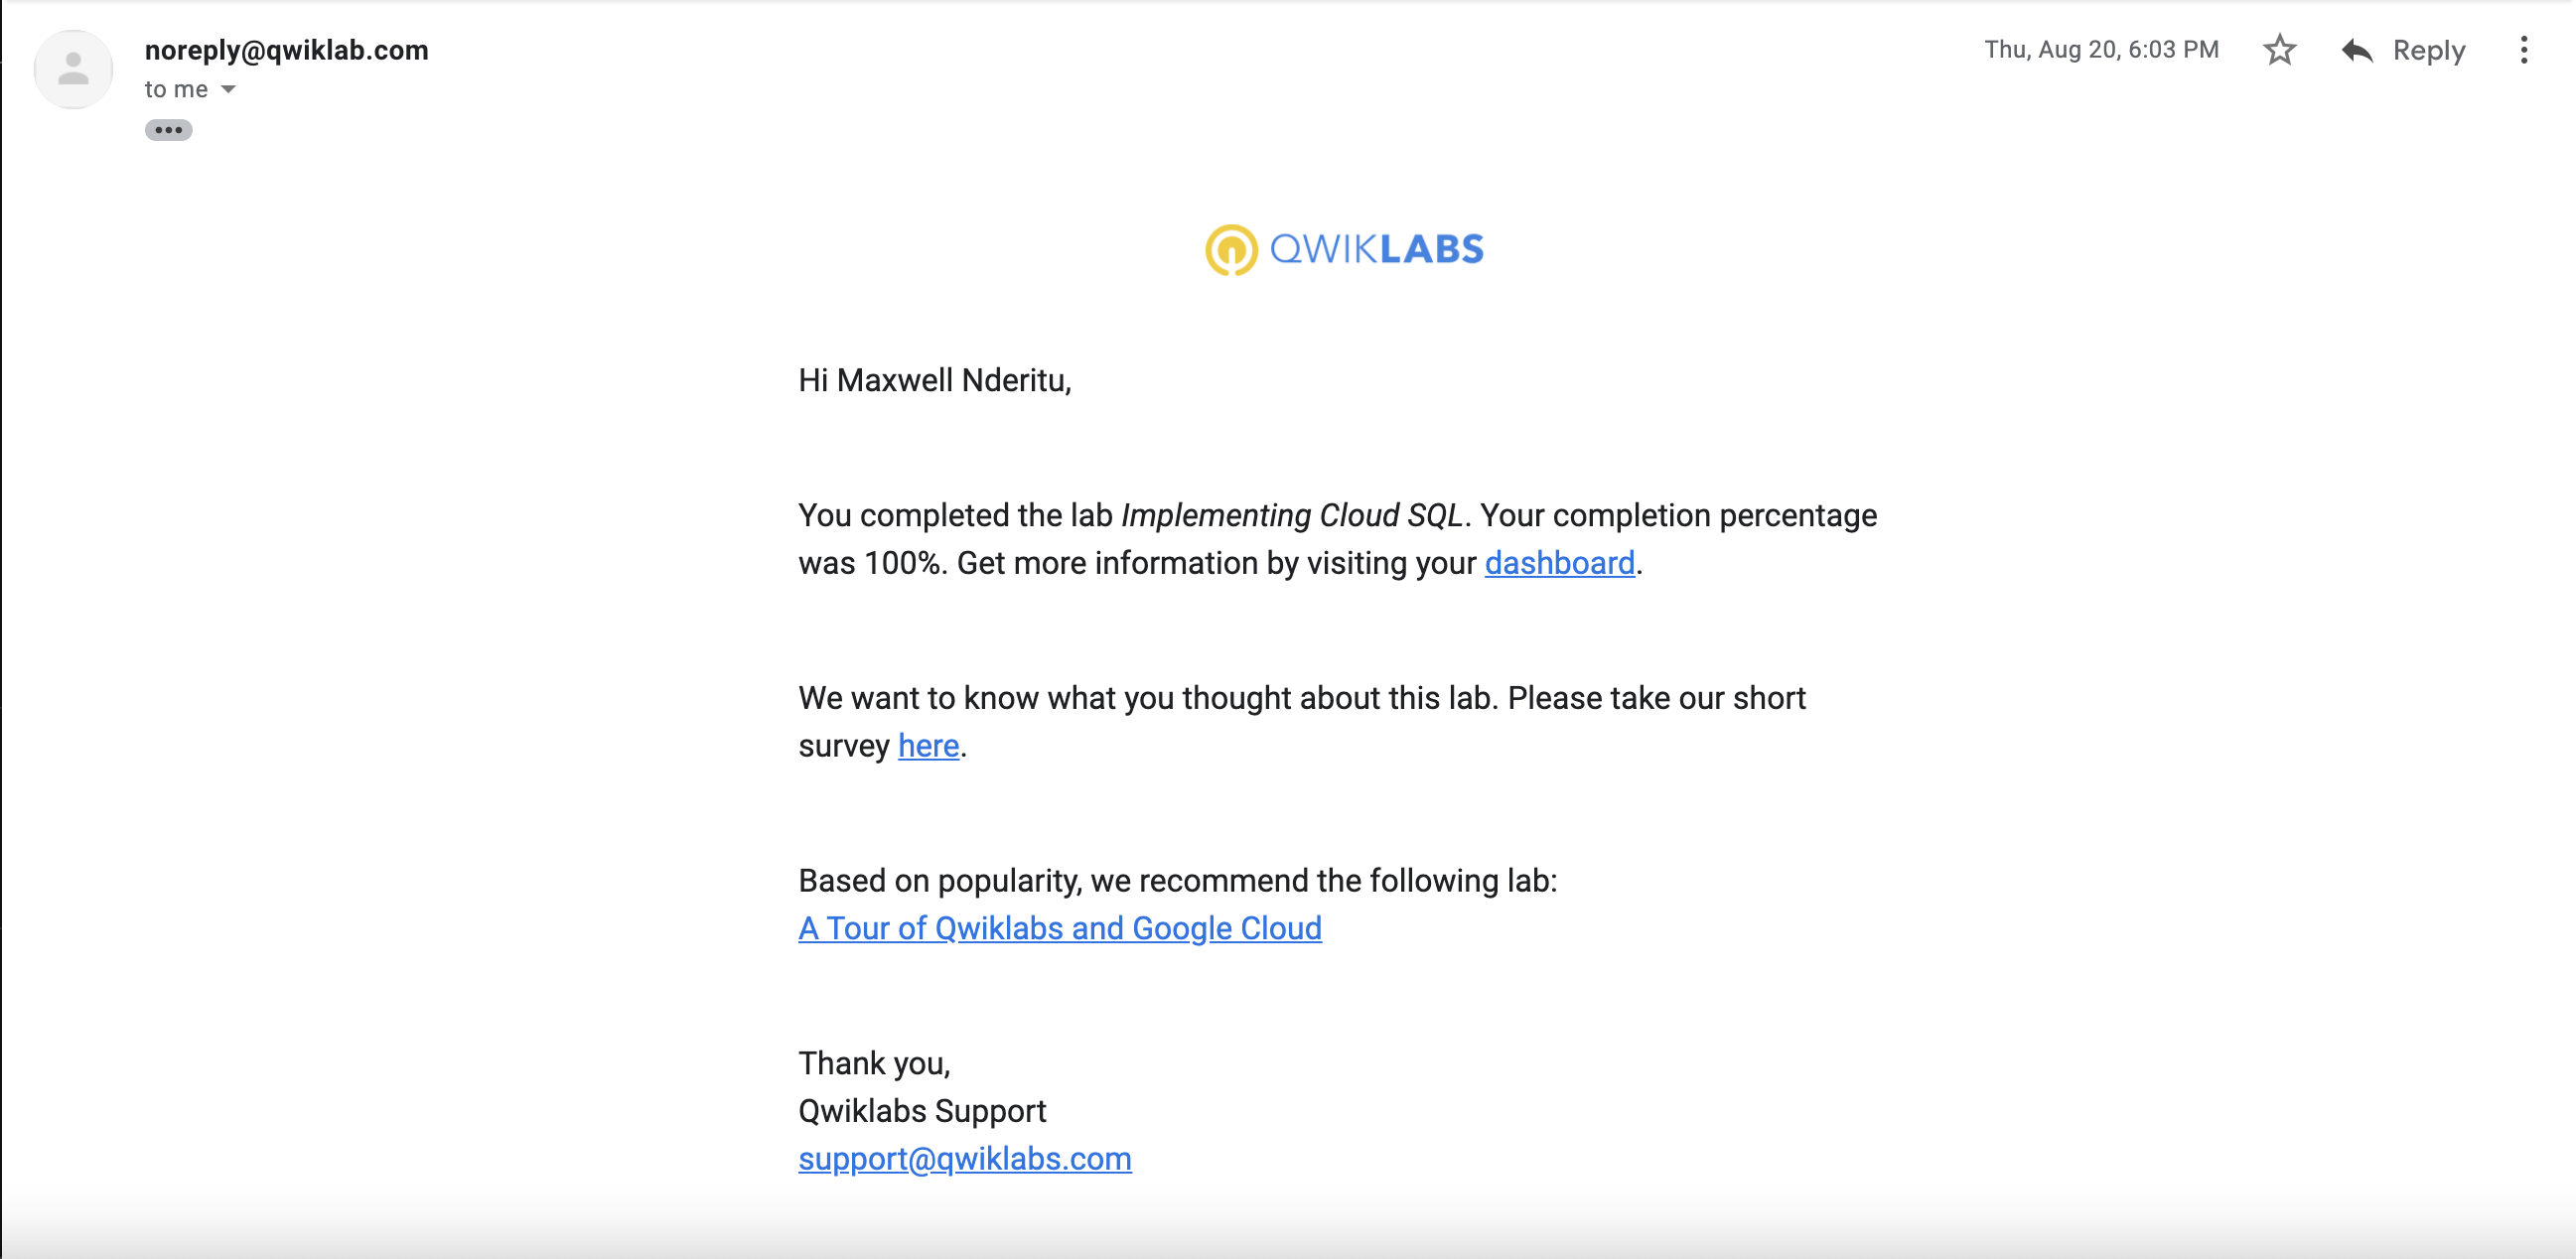 noreply@qwiklab.com
Thu, Aug 20, 6:03 PM
Reply
to me
QWIKLABS
Hi Maxwell Nderitu,
You completed the lab Implementing Cloud SQL. Your completion percentage
was 100%. Get more information by visiting your dashboard.
We want to know what you thought about this lab. Please take our short
survey here.
Based on popularity, we recommend the following lab:
A Tour of Qwiklabs and Google Cloud
Thank you,
Qwiklabs Support
support@qwiklabs.com